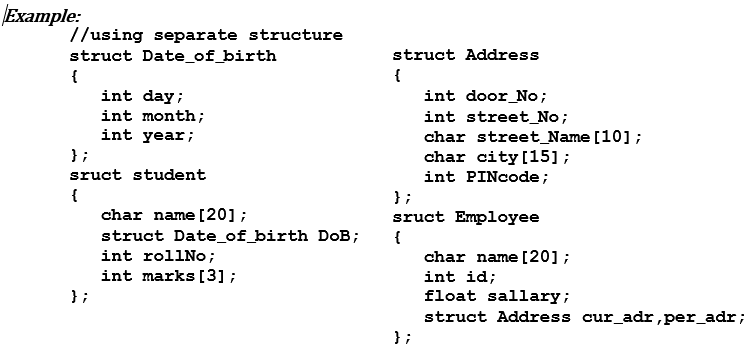 Example:
//using separate structure
struct Date_of_birth
{
int day;
int month;
int year;
};
sruct student
{
char name[20];
struct Date_of_birth DoB;
int rollNo;
int marks[3];
};
struct Address
{
int door_No;
int street_No;
char street_Name[10];
char city[15];
int PINcode;
};
sruct Employee
{
char name[20];
int id;
float sallary;
struct Address cur_adr,per_adr;
};